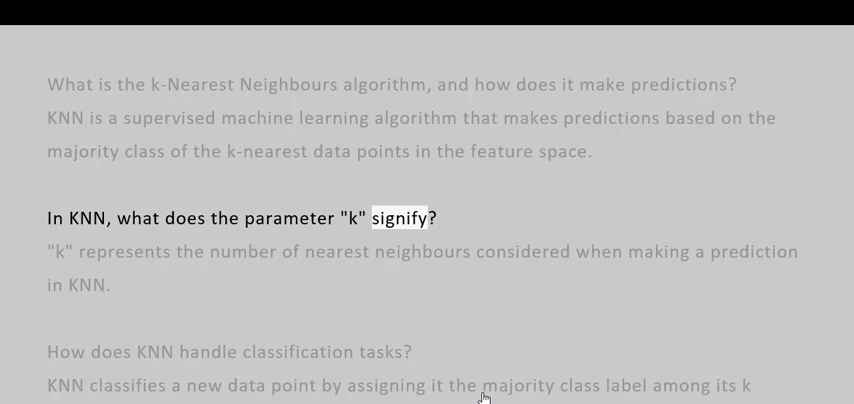 What is the k-Nearest Neighbours algorithm, and how does it make predictions?
KNN is a supervised machine learning algorithm that makes predictions based on the
majority class of the k-nearest data points in the feature space.
In KNN, what does the parameter "k" signify?
"k" represents the number of nearest neighbours considered when making a prediction
in KNN.
How does KNN handle classification tasks?
KNN classifies a new data point by assigning it the majority class label among its k